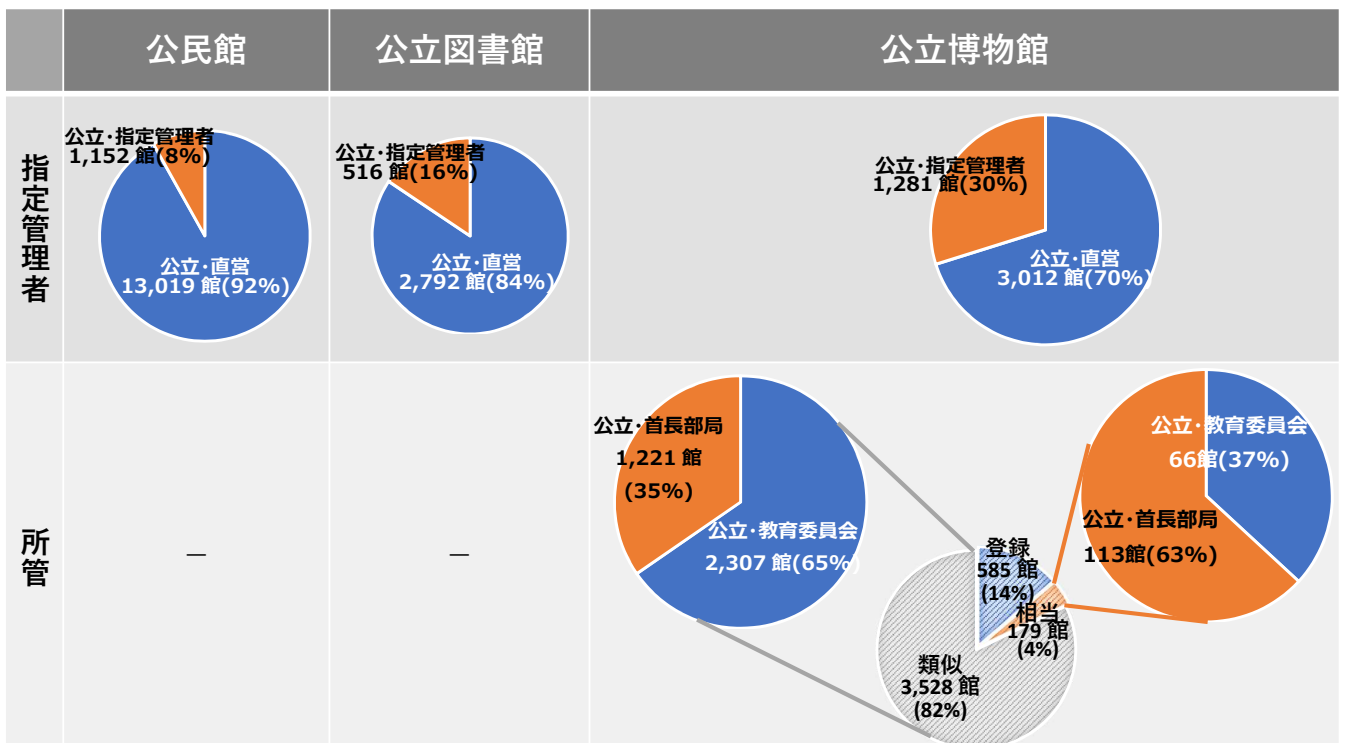 公民館
公立図書館
公立博物館
指定管理者
公立・指定管理者
1,152 館(8%)
公立・直営
13,019 館(92%)
公立・指定管理者
516 館(16%)
公立・直営
2,792 館(84%)
公立・指定管理者
1,281 館(30%)
公立・直営
3,012 館(70%)
所管
―
―
公立・首長部局
1,221 館
(35%)
公立・教育委員会
2,307 館(65%)
登録
585 館
(14%)
相当
179 館
(4%)
類似
3,528 館
(82%)
公立・教育委員会
66館(37%)
公立・首長部局
113館(63%)